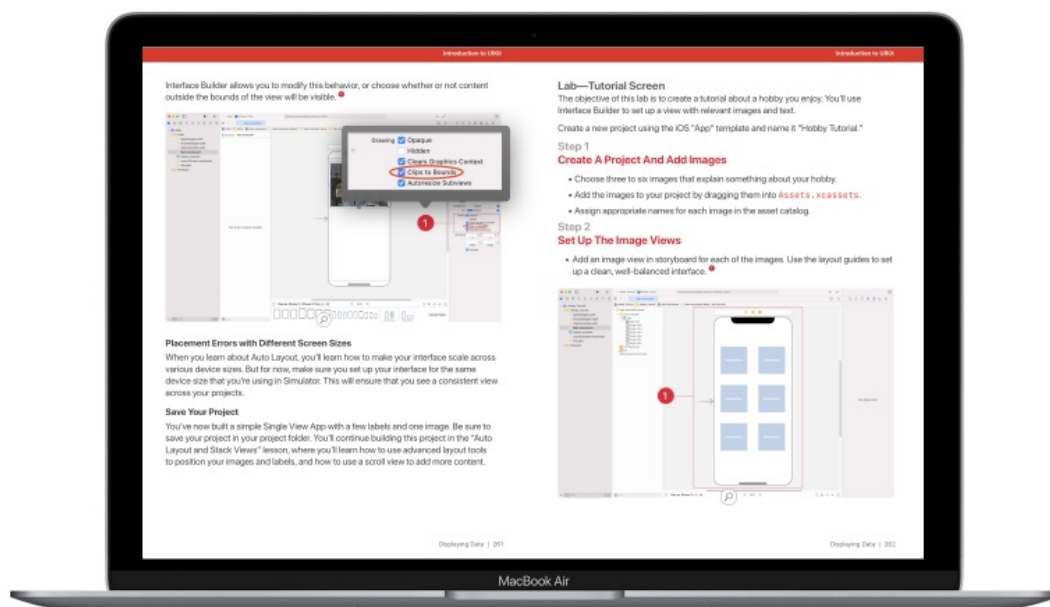 Introduction to UIKit
Interface Builder allows you to modify this behavior, or choose whether or not content
outside the bounds of the view will be visible.
Drawing Opaque
Hidden
Clears Graphics Context
Clips to Bounds
Autoresize Subviews
1
Placement Errors with Different Screen Sizes
When you learn about Auto Layout, you'll learn how to make your interface scale across
various device sizes. But for now, make sure you set up your interface for the same
device size that you're using in Simulator. This will ensure that you see a consistent view
across your projects.
Save Your Project
You've now built a simple Single View App with a few labels and one image. Be sure to
save your project in your project folder. You'll continue building this project in the "Auto
Layout and Stack Views" lesson, where you'll learn how to use advanced layout tools
to position your images and labels, and how to use a scroll view to add more content.
Displaying Data | 261
Introduction to UIKit
Lab—Tutorial Screen
The objective of this lab is to create a tutorial about a hobby you enjoy. You'll use
Interface Builder to set up a view with relevant images and text.
Create a new project using the iOS "App" template and name it "Hobby Tutorial."
Step 1
Create A Project And Add Images
• Choose three to six images that explain something about your hobby.
• Add the images to your project by dragging them into Assets.xcassets.
• Assign appropriate names for each image in the asset catalog.
Step 2
Set Up The Image Views
• Add an image view in storyboard for each of the images. Use the layout guides to set
up a clean, well-balanced interface.
1
Displaying Data | 262
MacBook Air